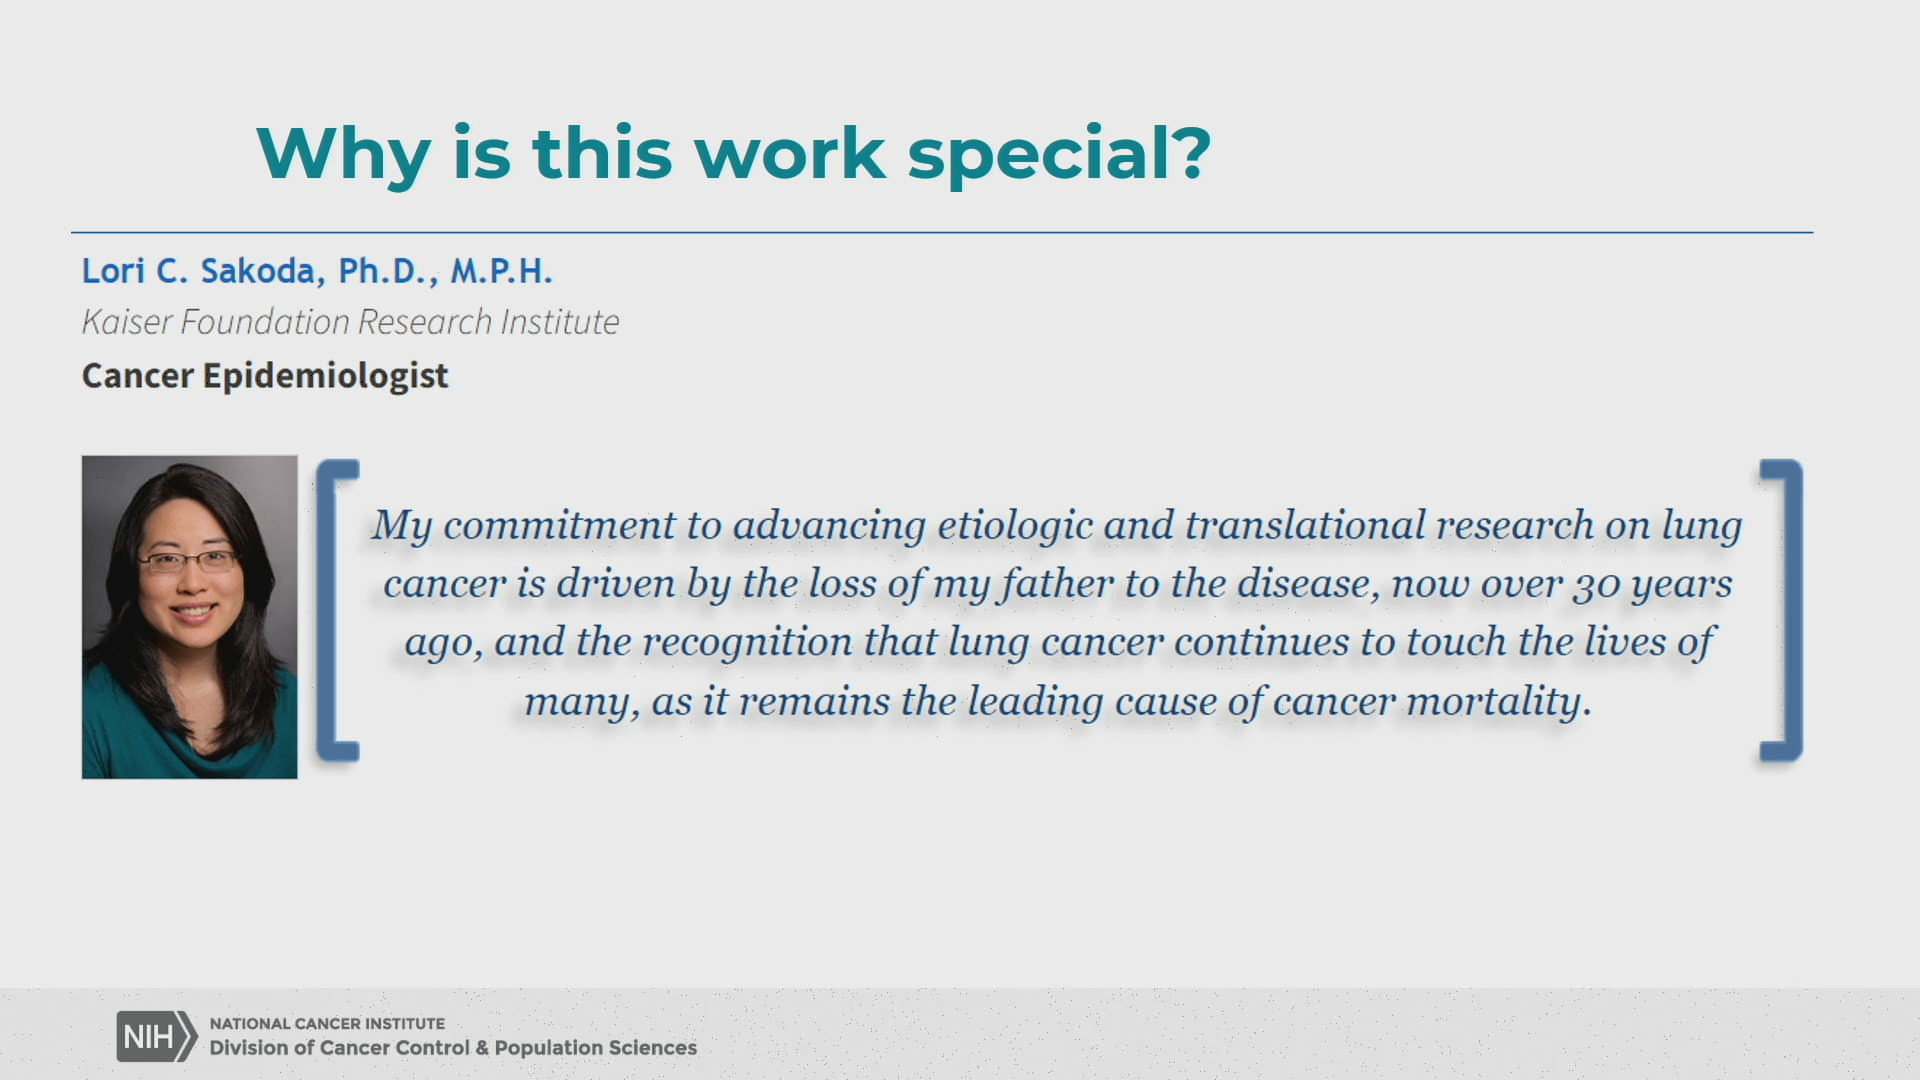 Why is this work special?
Lori C. Sakoda, Ph.D., M.P.H.
Kaiser Foundation Research Institute
Cancer Epidemiologist
My commitment to advancing etiologic and translational research on lung
cancer is driven by the loss of my father to the disease, now over 30 years
ago, and the recognition that lung cancer continues to touch the lives of
many, as it remains the leading cause of cancer mortality.
NIH
NATIONAL CANCER INSTITUTE
Division of Cancer Control & Population Sciences